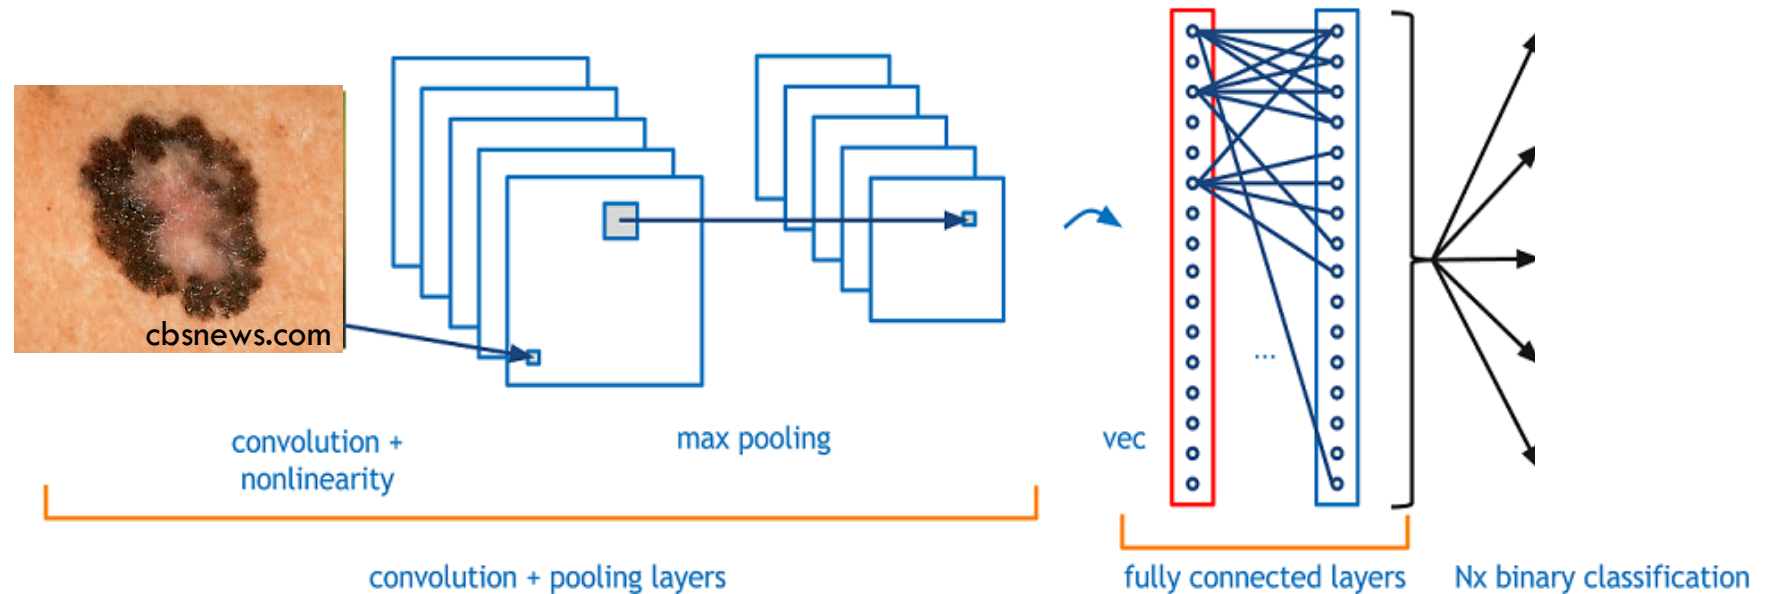 cbsnews.com
convolution +
nonlinearity
max pooling
vec
...
convolution + pooling layers
fully connected layers
Nx binary classification